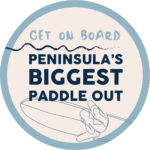 GET ON BOARD
PENINSULA'S
BIGGEST
PADDLE OUT